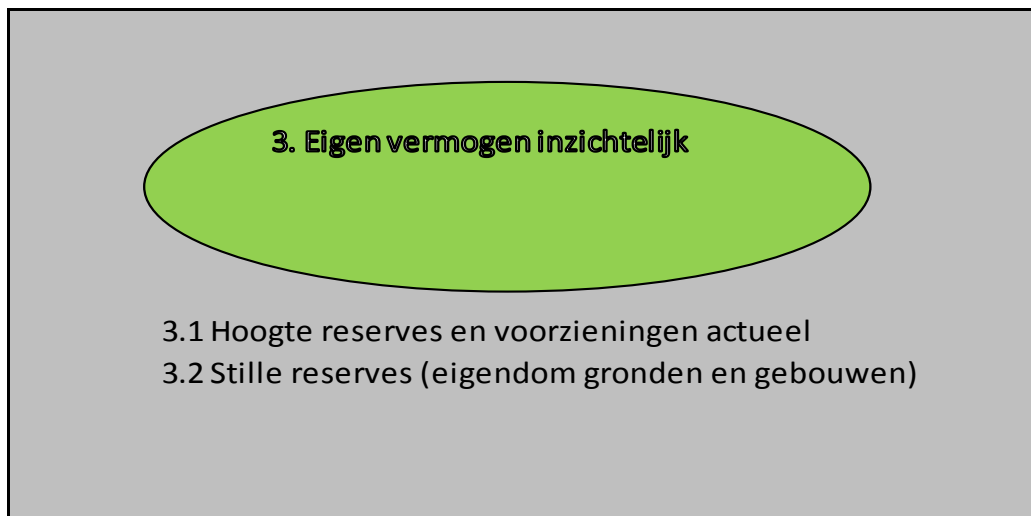 3. Eigen vermogen inzichtelijk
3.1 Hoogte reserves en voorzieningen actueel
3.2 Stille reserves (eigendom gronden en gebouwen)